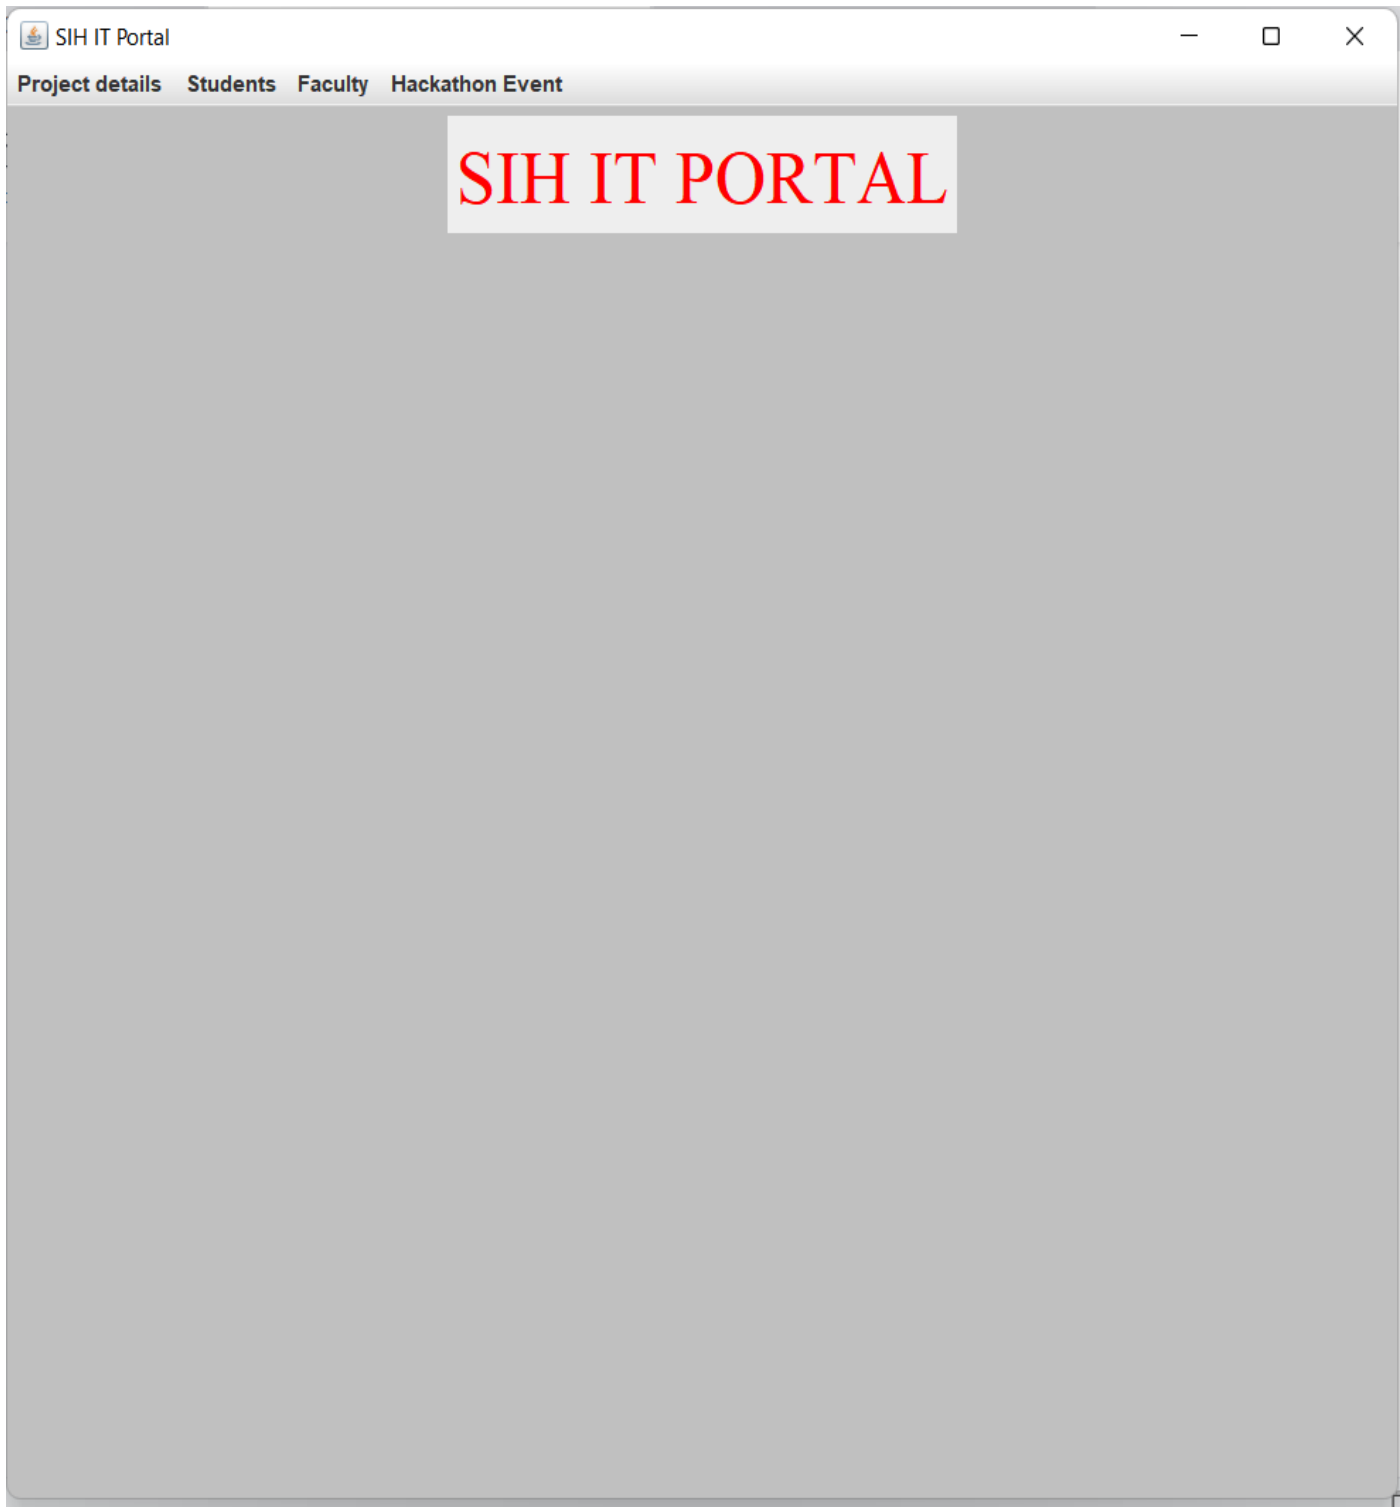 SIH IT Portal
Project details Students Faculty Hackathon Event
SIH IT PORTAL